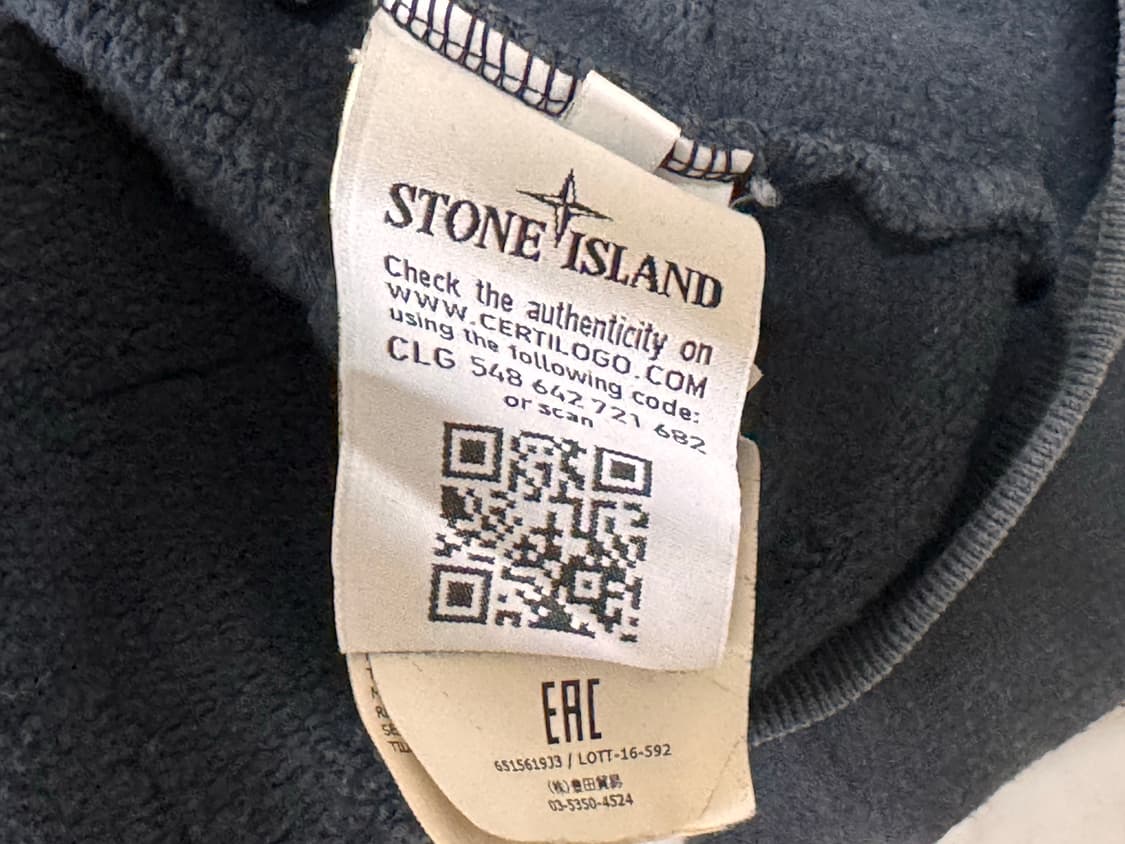 STONE ISLAND
Check the authenticity on
WWW.CERTILOGO.COM
using the following code:
CLG 548 642 721 682
or scan
EAC
651561933 / LOTT-16-592
(株)豊田貿易
03-5350-4524